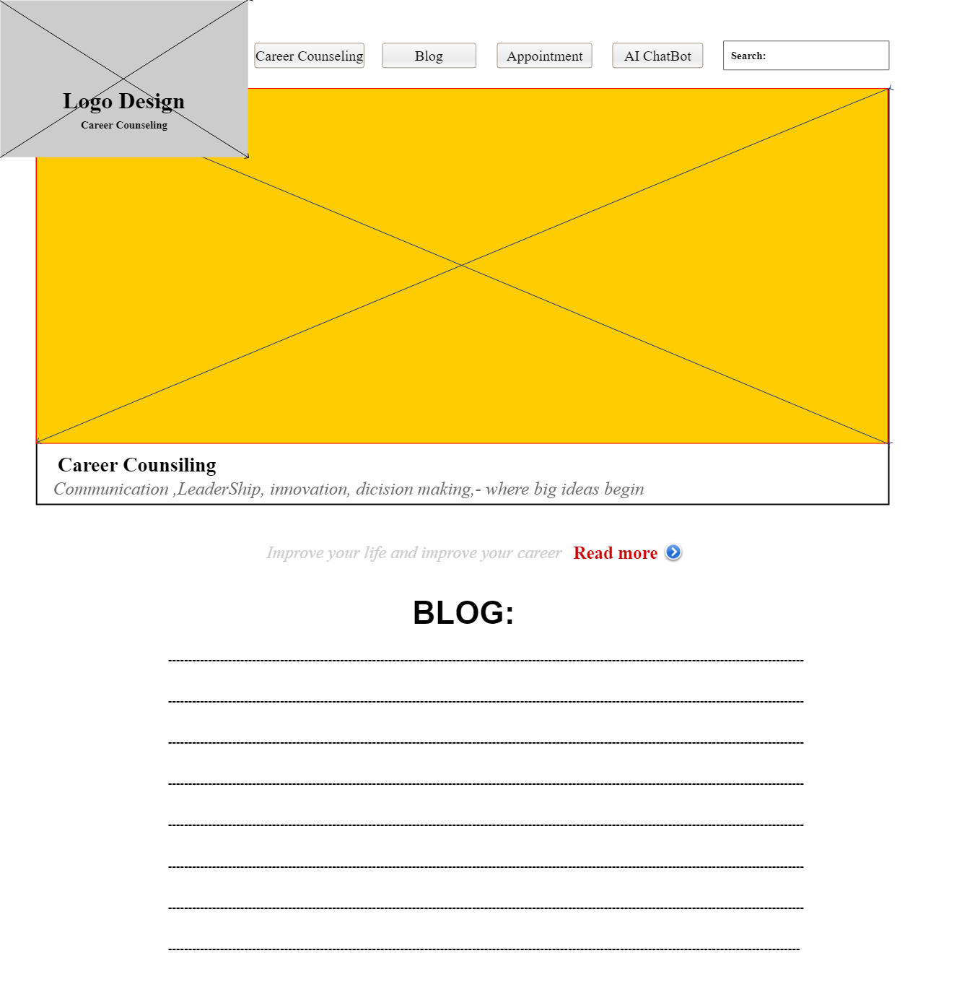 Career Counseling
Blog
Appointment
AI ChatBot
Search:
Logo Design
Career Counseling
Career Counsiling
Communication ,LeaderShip, innovation, dicision making,- where big ideas begin
Improve your life and improve your career
Read more
BLOG: